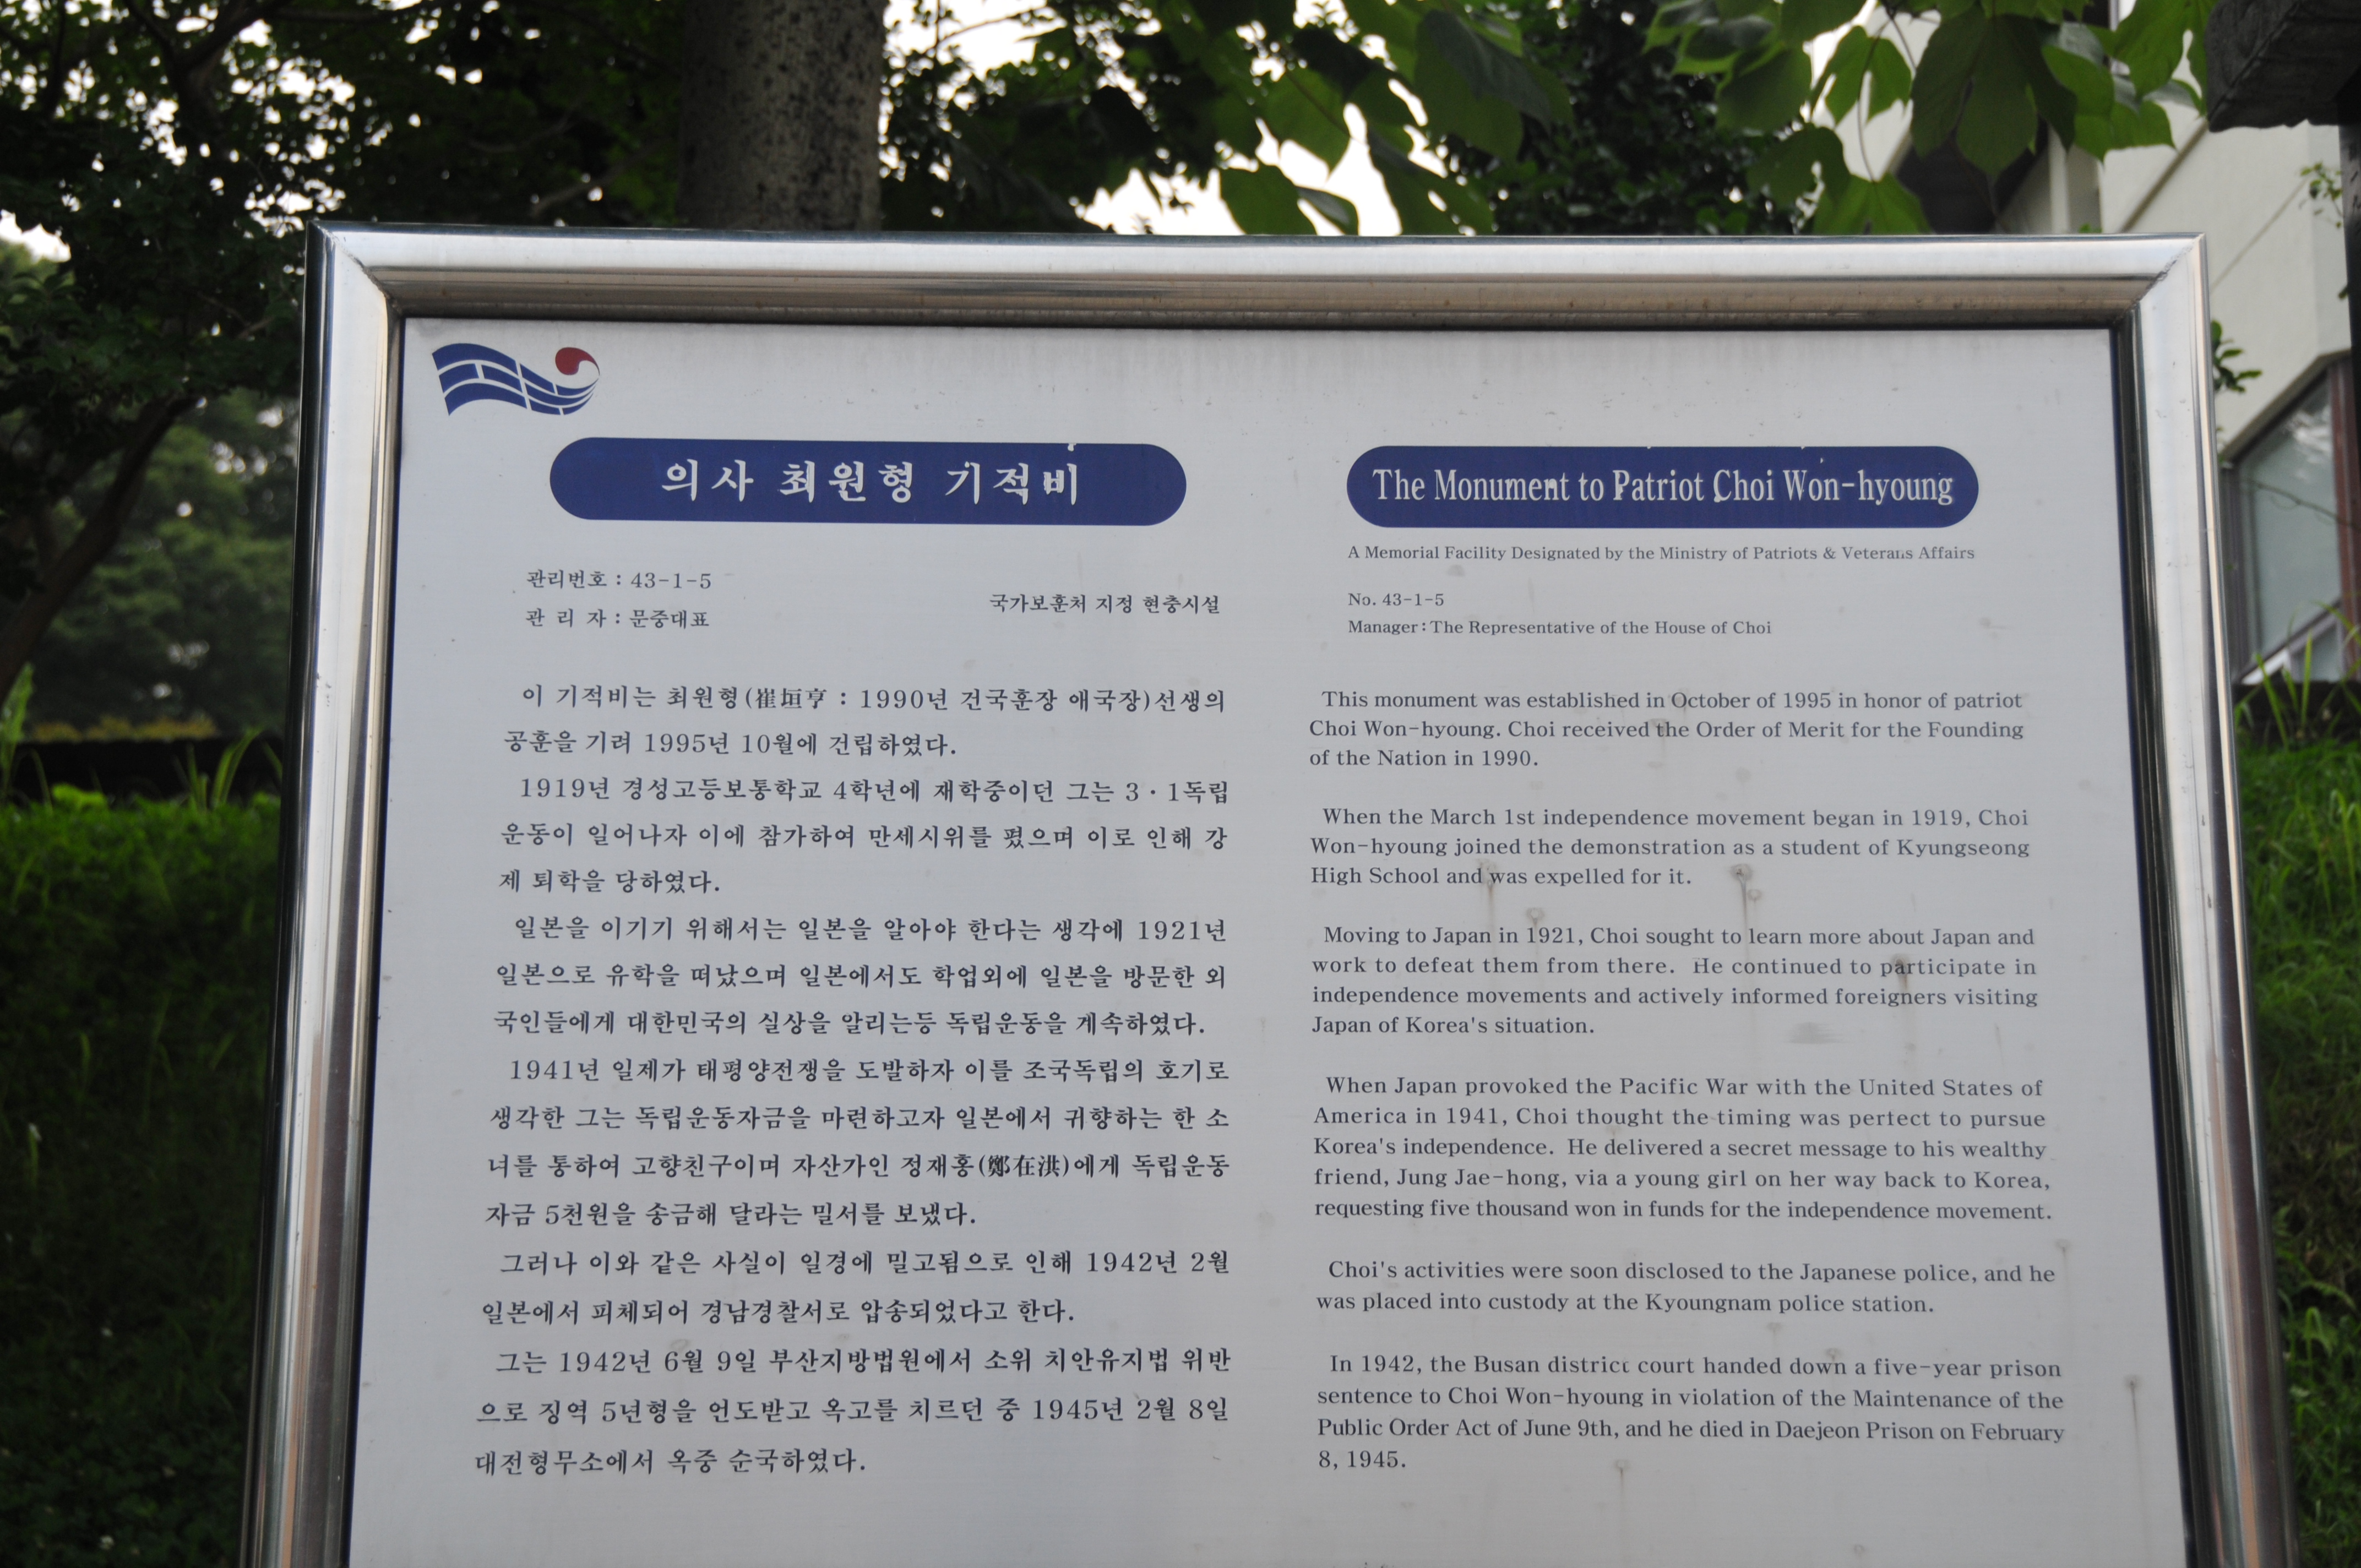 의사 최원형 기적비
관리번호 : 43-1-5
관 리 자 : 문중대표
국가보훈처 지정 현충시설
이 기적비는 최원형(崔垣亨 : 1990년 건국훈장 애국장)선생의
공훈을 기려 1995년 10월에 건립하였다.
1919년 경성고등보통학교 4학년에 재학중이던 그는 3·1독립
운동이 일어나자 이에 참가하여 만세시위를 폈으며 이로 인해 강
제 퇴학을 당하였다.
일본을 이기기 위해서는 일본을 알아야 한다는 생각에 1921년
일본으로 유학을 떠났으며 일본에서도 학업외에 일본을 방문한 외
국인들에게 대한민국의 실상을 알리는등 독립운동을 계속하였다.
1941년 일제가 태평양전쟁을 도발하자 이를 조국독립의 호기로
생각한 그는 독립운동자금을 마련하고자 일본에서 귀향하는 한 소
녀를 통하여 고향친구이며 자산가인 정재홍(鄭在洪)에게 독립운동
자금 5천원을 송금해 달라는 밀서를 보냈다.
그러나 이와 같은 사실이 일경에 밀고됨으로 인해 1942년 2월
일본에서 피체되어 경남경찰서로 압송되었다고 한다.
그는 1942년 6월 9일 부산지방법원에서 소위 치안유지법 위반
으로 징역 5년형을 언도받고 옥고를 치르던 중 1945년 2월 8일
대전형무소에서 옥중 순국하였다.
The Monument to Patriot Choi Won-hyoung
A Memorial Facility Designated by the Ministry of Patriots & Veterans Affairs
No. 43-1-5
Manager : The Representative of the House of Choi
This monument was established in October of 1995 in honor of patriot
Choi Won-hyoung. Choi received the Order of Merit for the Founding
of the Nation in 1990.
When the March 1st independence movement began in 1919, Choi
Won-hyoung joined the demonstration as a student of Kyungseong
High School and was expelled for it.
Moving to Japan in 1921, Choi sought to learn more about Japan and
work to defeat them from there. He continued to participate in
independence movements and actively informed foreigners visiting
Japan of Korea's situation.
When Japan provoked the Pacific War with the United States of
America in 1941, Choi thought the timing was perfect to pursue
Korea's independence. He delivered a secret message to his wealthy
friend, Jung Jae-hong, via a young girl on her way back to Korea,
requesting five thousand won in funds for the independence movement.
Choi's activities were soon disclosed to the Japanese police, and he
was placed into custody at the Kyoungnam police station.
In 1942, the Busan district court handed down a five-year prison
sentence to Choi Won-hyoung in violation of the Maintenance of the
Public Order Act of June 9th, and he died in Daejeon Prison on February
8, 1945.